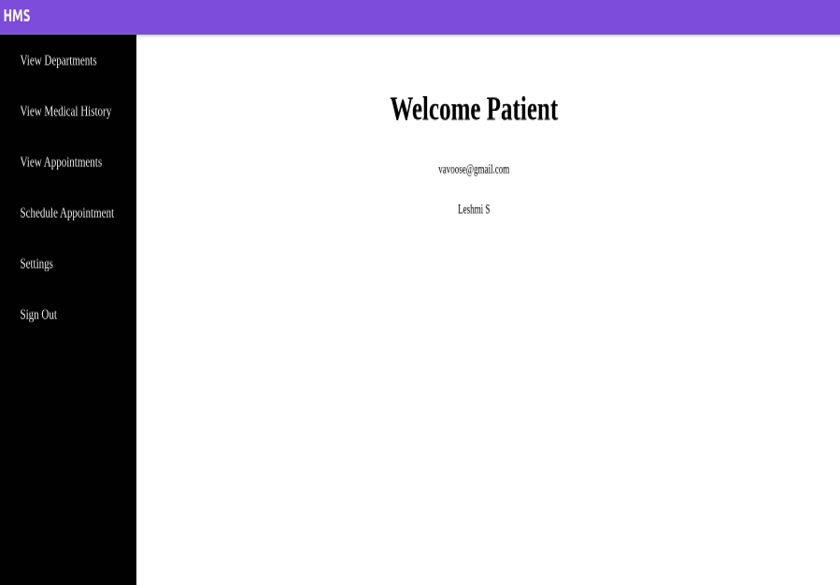 HMS
View Departments
View Medical History
View Appointments
Schedule Appointment
Settings
Sign Out
Welcome Patient
vavoose@gmail.com
Leshmi S